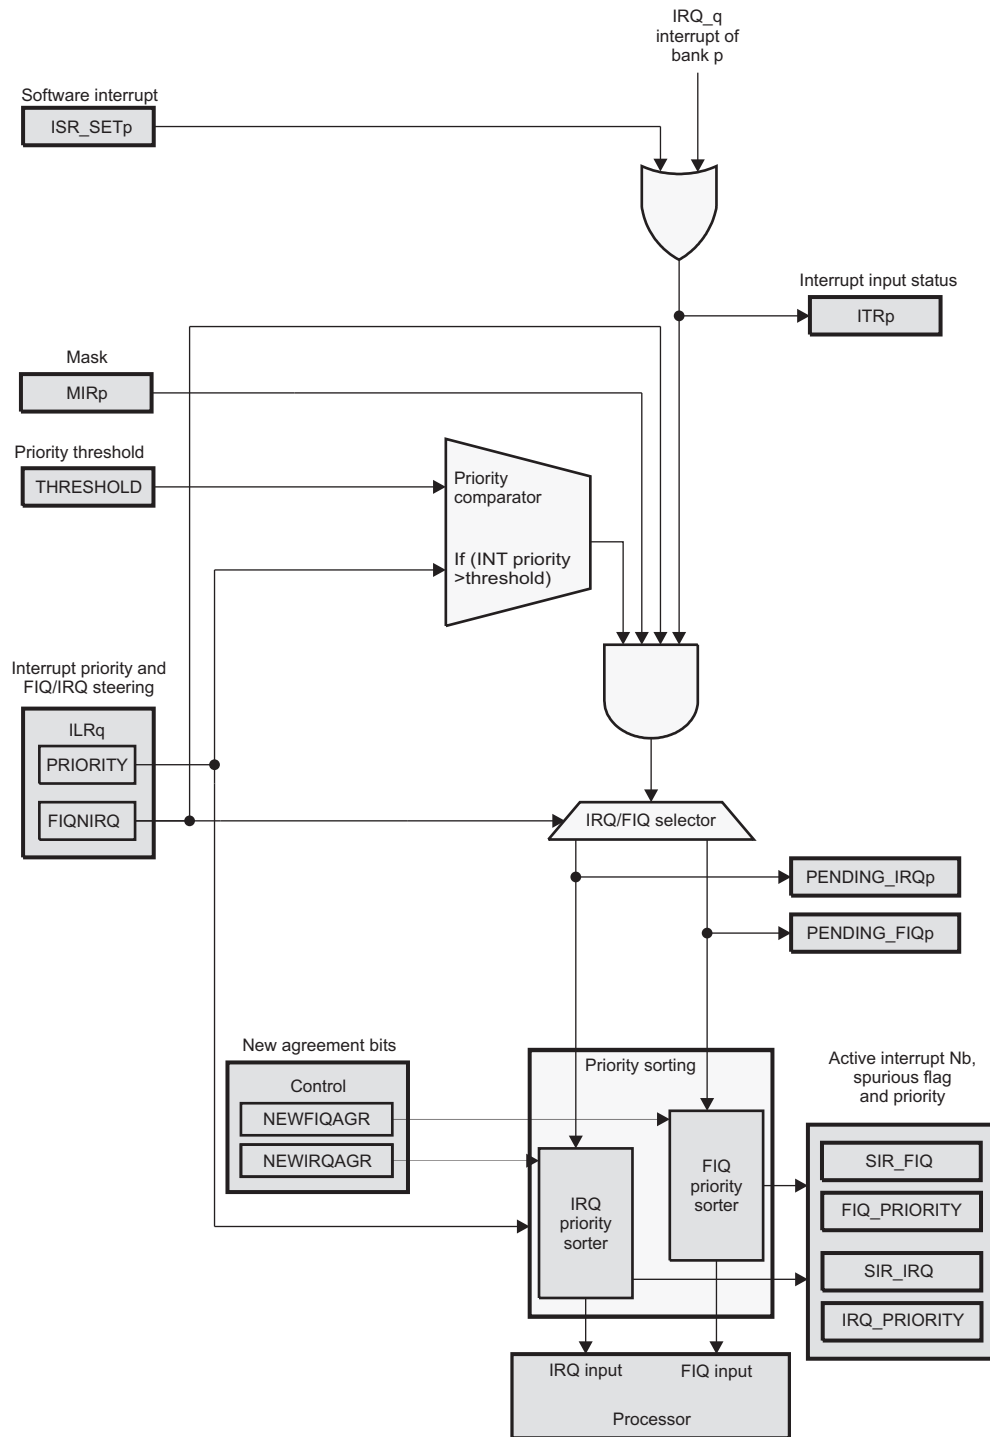 IRQ_q
interrupt of
bank p
Software interrupt
ISR_SETp
Interrupt input status
ITRp
Mask
MIRp
Priority threshold
THRESHOLD
Priority
comparator
If (INT priority
>threshold)
Interrupt priority and
FIQ/IRQ steering
ILRq
PRIORITY
FIQNIRQ
IRQ/FIQ selector
PENDING_IRQp
PENDING_FIQp
New agreement bits
Control
NEWFIQAGR
NEWIRQAGR
Priority sorting
IRQ
priority
sorter
FIQ
priority
sorter
Active interrupt Nb,
spurious flag
and priority
SIR_FIQ
FIQ_PRIORITY
SIR_IRQ
IRQ_PRIORITY
IRQ input
FIQ input
Processor